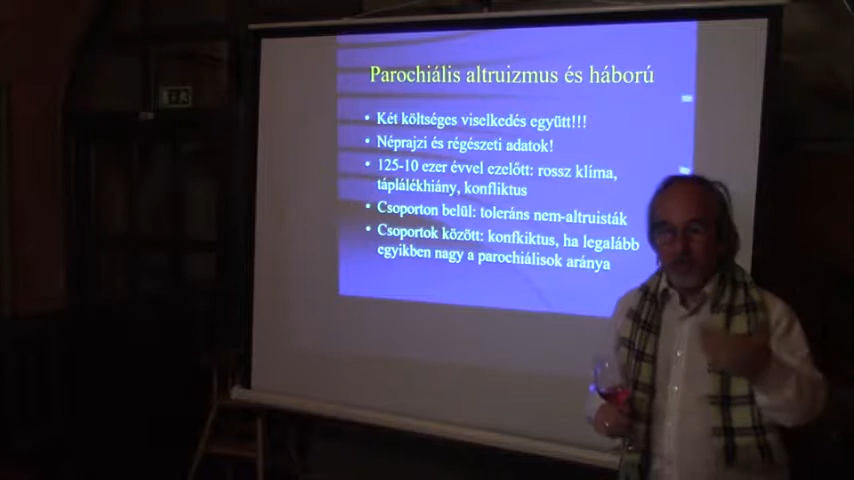 Parochiális altruizmus és háború
• Két költséges viselkedés együtt!!!
• Néprajzi és régészeti adatok!
• 125-10 ezer évvel ezelőtt: rossz klíma,
táplálékhiány, konfliktus
• Csoporton belül: toleráns nem-altruisták
• Csoportok között: konfkiktus, ha legalább
egyikben nagy a parochiálisok aránya